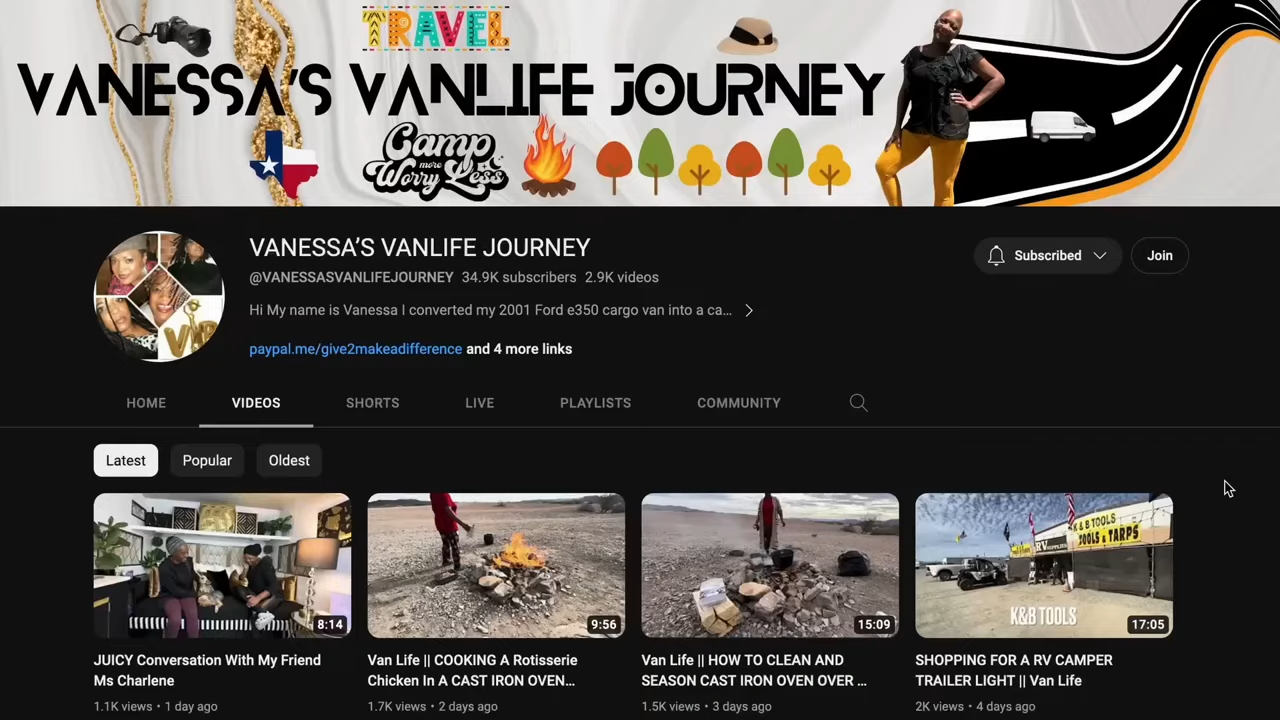 TRAVEL
VANESSA'S VANLIFE JOURNEY
Camp
more
Worry Less
VANESSA’S VANLIFE JOURNEY
@VANESSASVANLIFEJOURNEY 34.9K subscribers 2.9K videos
Hi My name is Vanessa I converted my 2001 Ford e350 cargo van into a ca...
paypal.me/give2makeadifference and 4 more links
Subscribed
Join
HOME VIDEOS SHORTS LIVE PLAYLISTS COMMUNITY
Latest Popular Oldest
K & B TOOLS
TOOLS & TARPS
RV
K&B TOOLS
8:14 9:56 15:09 17:05
JUICY Conversation With My Friend
Ms Charlene
1.1K views • 1 day ago
Van Life || COOKING A Rotisserie
Chicken In A CAST IRON OVEN...
1.7K views • 2 days ago
Van Life || HOW TO CLEAN AND
SEASON CAST IRON OVEN OVER ...
1.5K views • 3 days ago
SHOPPING FOR A RV CAMPER
TRAILER LIGHT || Van Life
2K views • 4 days ago